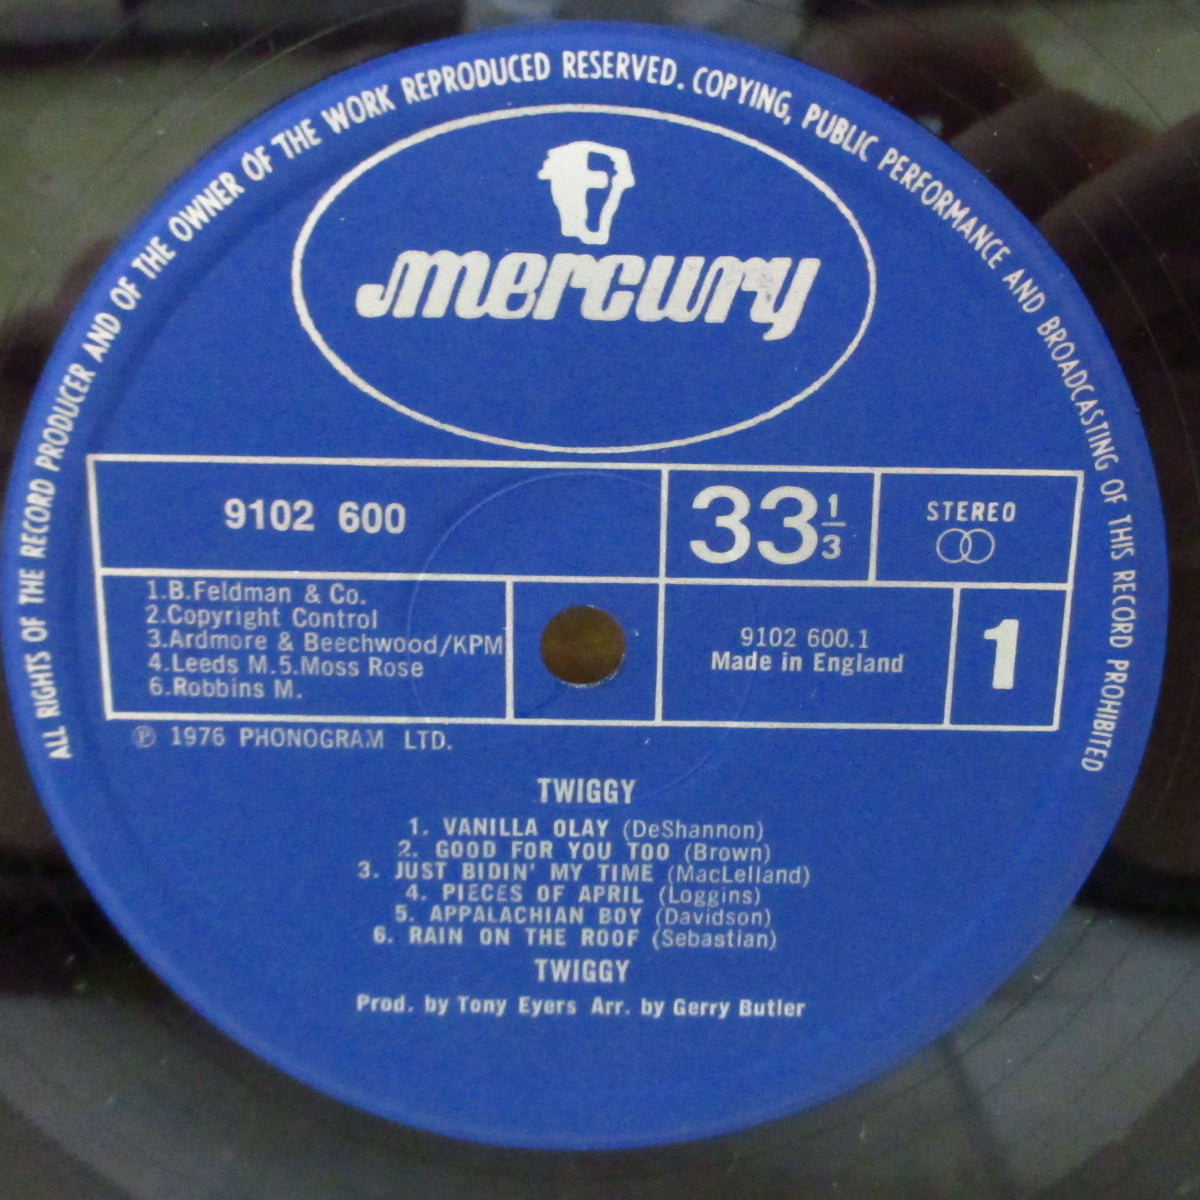 ALL RIGHTS OF THE RECORD PRODUCER AND OF THE OWNER OF THE WORK REPRODUCED RESERVED. COPYING, PUBLIC PERFORMANCE AND BROADCASTING OF THIS RECORD PROHIBITED
mercury
9102 600
33 1/3
STEREO
1.B.Feldman & Co.
2.Copyright Control
3.Ardmore & Beechwood/KPM
4.Leeds M.5.Moss Rose
6.Robbins M.
9102 600.1
Made in England
1
℗ 1976 PHONOGRAM LTD.
TWIGGY
1. VANILLA OLAY (DeShannon)
2. GOOD FOR YOU TOO (Brown)
3. JUST BIDIN' MY TIME (MacLelland)
4. PIECES OF APRIL (Loggins)
5. APPALACHIAN BOY (Davidson)
6. RAIN ON THE ROOF (Sebastian)
TWIGGY
Prod. by Tony Eyers Arr. by Gerry Butler